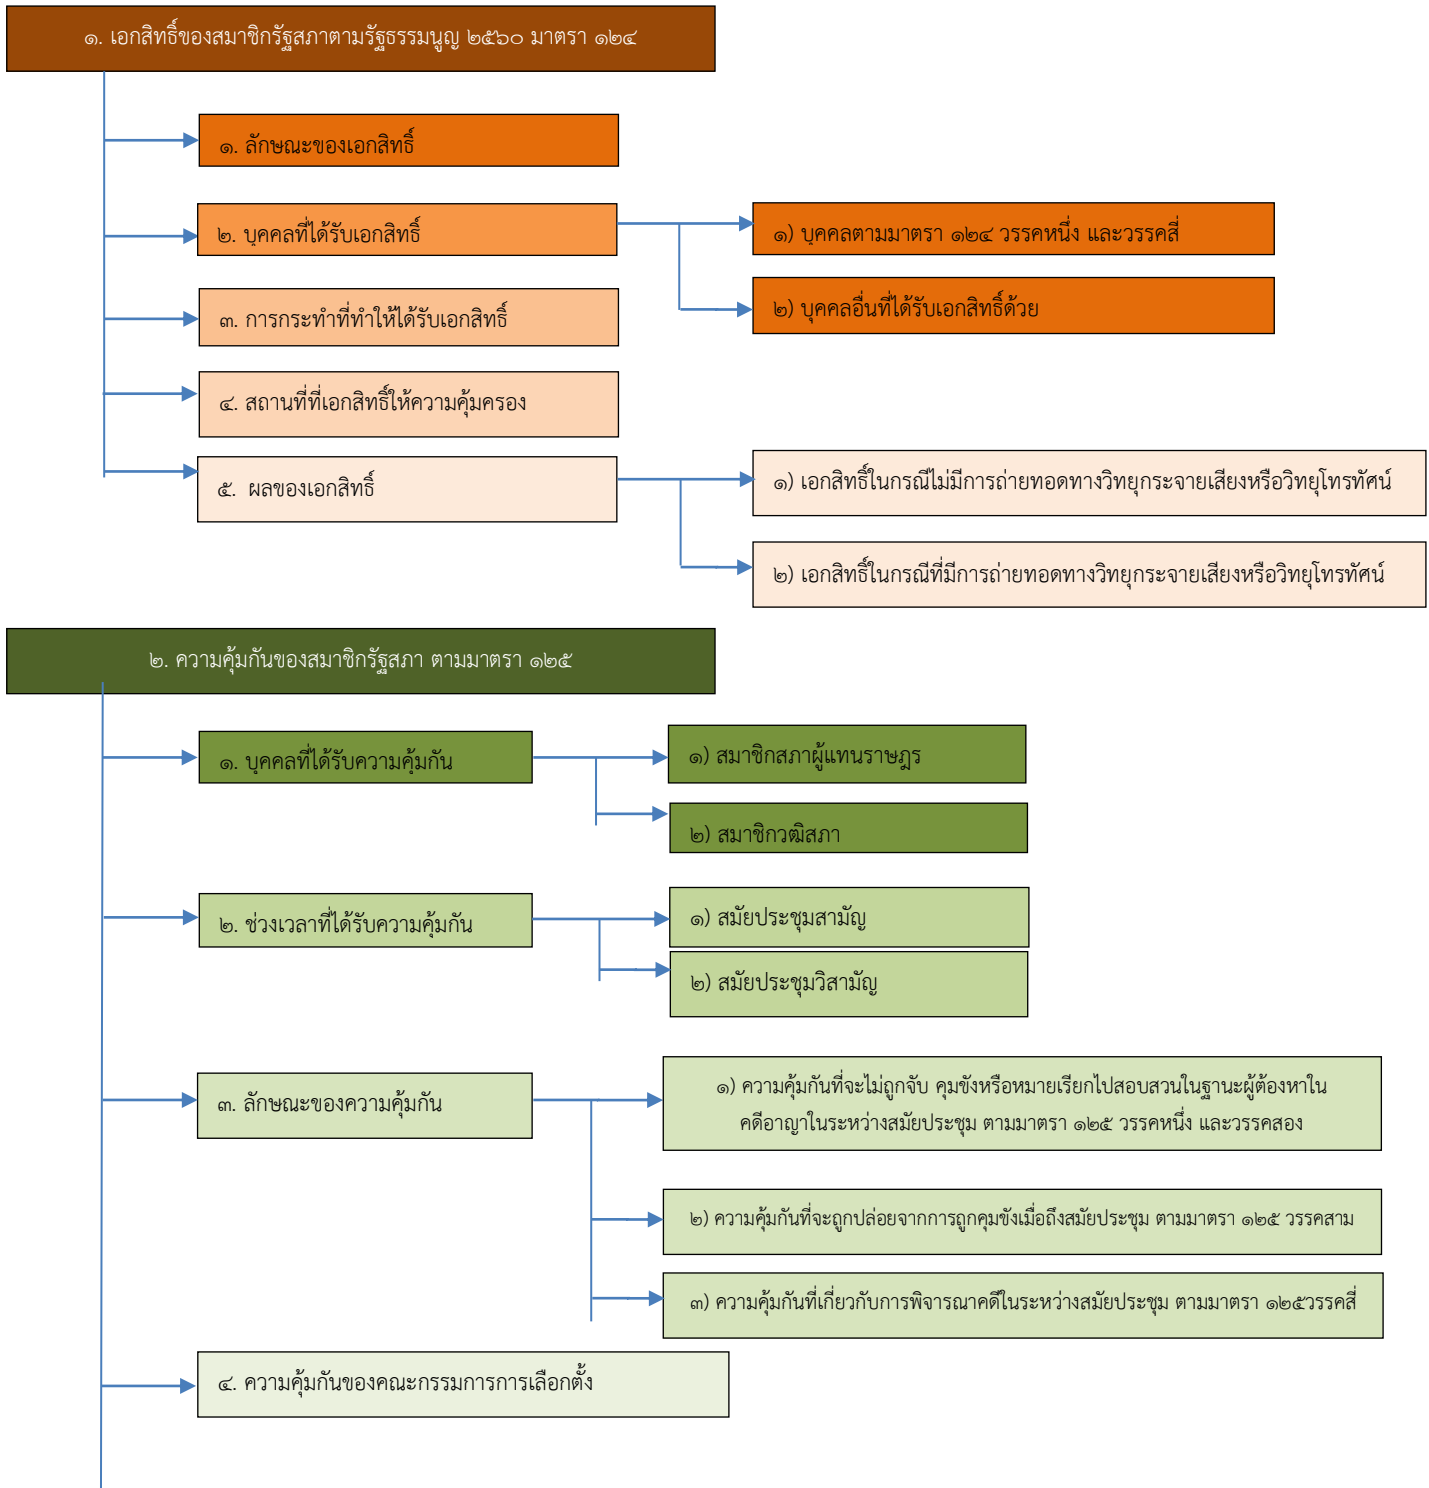 ๑. เอกสิทธิ์ของสมาชิกรัฐสภาตามรัฐธรรมนูญ ๒๕๖๐ มาตรา ๑๒๔
๑. ลักษณะของเอกสิทธิ์
๒. บุคคลที่ได้รับเอกสิทธิ์
๑) บุคคลตามมาตรา ๑๒๔ วรรคหนึ่ง และวรรคสี่
๒) บุคคลอื่นที่ได้รับเอกสิทธิ์ด้วย
๓. การกระทำที่ทำให้ได้รับเอกสิทธิ์
๔. สถานที่ที่เอกสิทธิ์ให้ความคุ้มครอง
๕. ผลของเอกสิทธิ์
๑) เอกสิทธิ์ในกรณีไม่มีการถ่ายทอดทางวิทยุกระจายเสียงหรือวิทยุโทรทัศน์
๒) เอกสิทธิ์ในกรณีที่มีการถ่ายทอดทางวิทยุกระจายเสียงหรือวิทยุโทรทัศน์
๒. ความคุ้มกันของสมาชิกรัฐสภา ตามมาตรา ๑๒๕
๑. บุคคลที่ได้รับความคุ้มกัน
๑) สมาชิกสภาผู้แทนราษฎร
๒) สมาชิกวุฒิสภา
๒. ช่วงเวลาที่ได้รับความคุ้มกัน
๑) สมัยประชุมสามัญ
๒) สมัยประชุมวิสามัญ
๓. ลักษณะของความคุ้มกัน
๑) ความคุ้มกันที่จะไม่ถูกจับ คุมขังหรือหมายเรียกไปสอบสวนในฐานะผู้ต้องหาใน
คดีอาญาในระหว่างสมัยประชุม ตามมาตรา ๑๒๕ วรรคหนึ่ง และวรรคสอง
๒) ความคุ้มกันที่จะถูกปล่อยจากการถูกคุมขังเมื่อถึงสมัยประชุม ตามมาตรา ๑๒๕ วรรคสาม
๓) ความคุ้มกันที่เกี่ยวกับการพิจารณาคดีในระหว่างสมัยประชุม ตามมาตรา ๑๒๕วรรคสี่
๔. ความคุ้มกันของคณะกรรมการการเลือกตั้ง